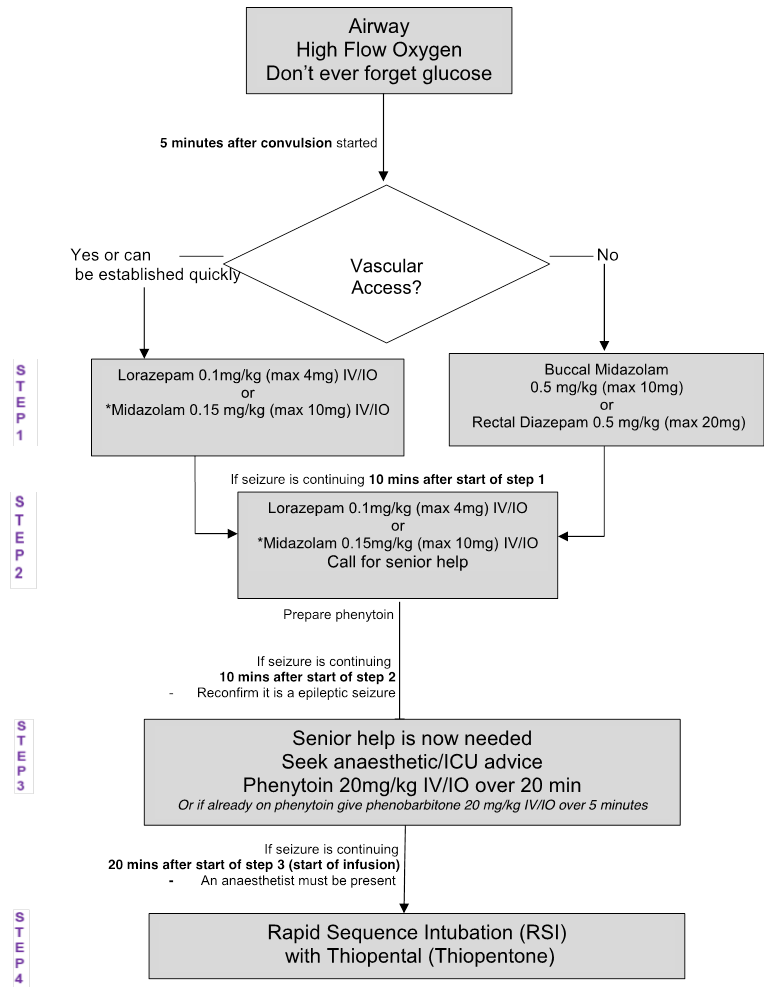 Airway
High Flow Oxygen
Don't ever forget glucose
5 minutes after convulsion started
Yes or can
be established quickly
Vascular
Access?
No
STEP1
Lorazepam 0.1mg/kg (max 4mg) IV/IO
or
*Midazolam 0.15 mg/kg (max 10mg) IV/IO
Buccal Midazolam
0.5 mg/kg (max 10mg)
or
Rectal Diazepam 0.5 mg/kg (max 20mg)
If seizure is continuing 10 mins after start of step 1
STEP2
Lorazepam 0.1mg/kg (max 4mg) IV/IO
or
*Midazolam 0.15mg/kg (max 10mg) IV/IO
Call for senior help
Prepare phenytoin
If seizure is continuing
10 mins after start of step 2
- Reconfirm it is a epileptic seizure
STEP3
Senior help is now needed
Seek anaesthetic/ICU advice
Phenytoin 20mg/kg IV/IO over 20 min
Or if already on phenytoin give phenobarbitone 20 mg/kg IV/IO over 5 minutes
If seizure is continuing
20 mins after start of step 3 (start of infusion)
- An anaesthetist must be present
STEP4
Rapid Sequence Intubation (RSI)
with Thiopental (Thiopentone)